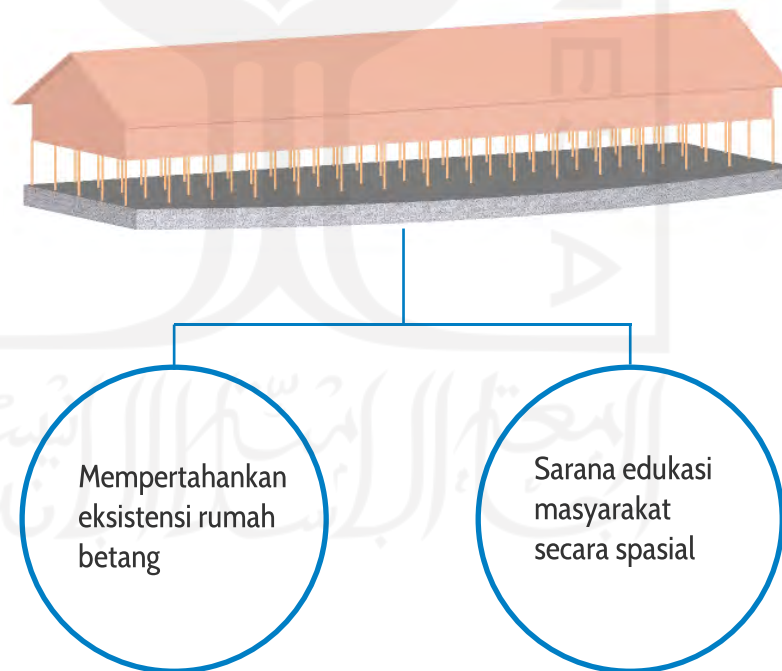 Mempertahankan
eksistensi rumah
betang
Sarana edukasi
masyarakat
secara spasial